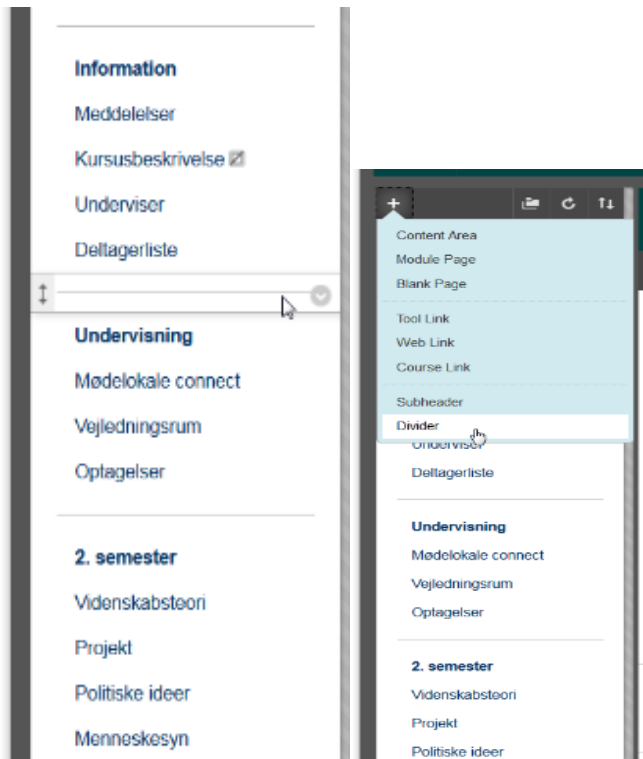 Information
Meddelelser
Kursusbeskrivelse
Underviser
Deltagerliste
Undervisning
Mødelokale connect
Vejledningsrum
Optagelser
2. semester
Videnskabsteori
Projekt
Politiske ideer
Menneskesyn
Content Area
Module Page
Blank Page
Tool Link
Web Link
Course Link
Subheader
Divider
Underviser
Deltagerliste
Undervisning
Mødelokale connect
Vejledningsrum
Optagelser
2. semester
Videnskabsteori
Projekt
Politiske ideer